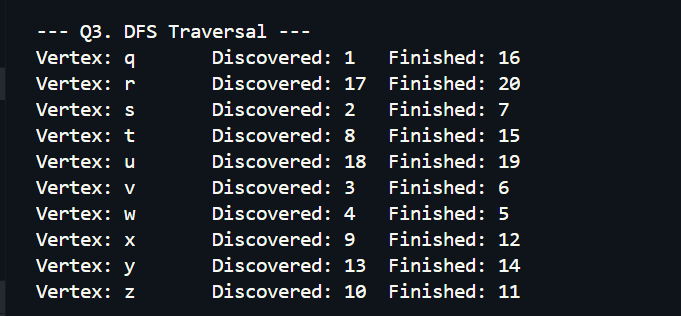 --- Q3. DFS Traversal ---
Vertex: q Discovered: 1 Finished: 16
Vertex: r Discovered: 17 Finished: 20
Vertex: s Discovered: 2 Finished: 7
Vertex: t Discovered: 8 Finished: 15
Vertex: u Discovered: 18 Finished: 19
Vertex: v Discovered: 3 Finished: 6
Vertex: w Discovered: 4 Finished: 5
Vertex: x Discovered: 9 Finished: 12
Vertex: y Discovered: 13 Finished: 14
Vertex: z Discovered: 10 Finished: 11